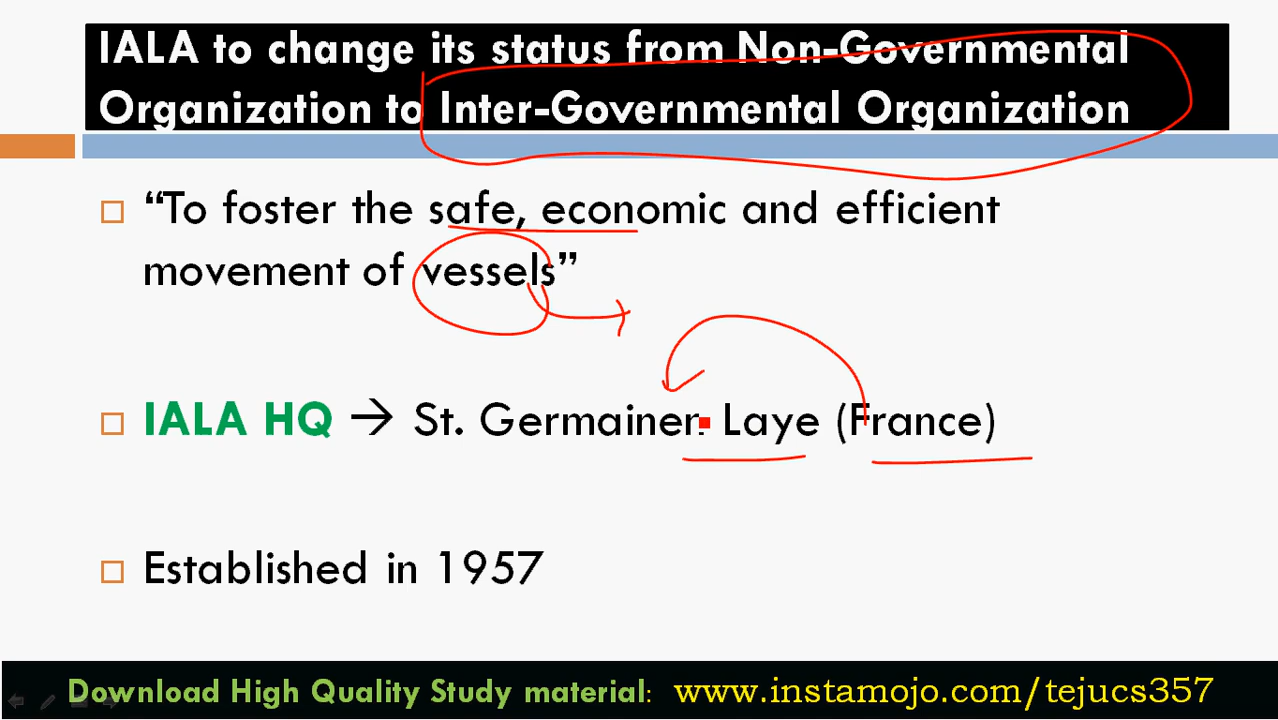 IALA to change its status from Non-Governmental
Organization to Inter-Governmental Organization
“To foster the safe, economic and efficient
movement of vessels”
IALA HQ → St. Germainen Laye (France)
Established in 1957
Download High Quality Study material: www.instamojo.com/tejucs357